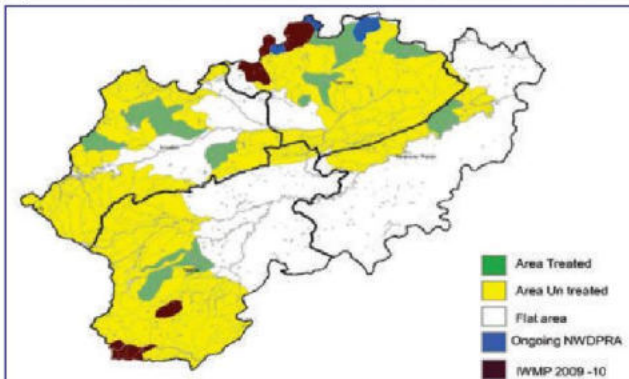 Area Treated
Area Un treated
Flat area
Ongoing NWDPRA
IWMP 2009 -10